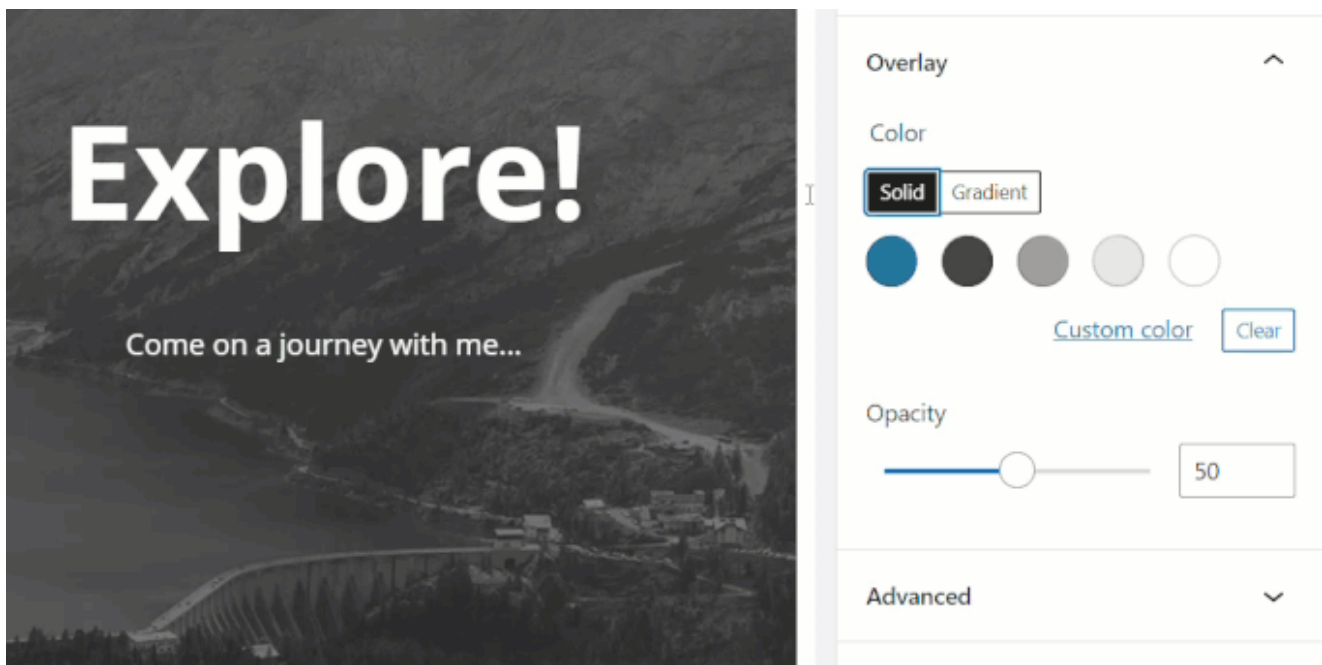 Explore!
Come on a journey with me...
Overlay
Color
Solid Gradient
Custom color Clear
Opacity
50
Advanced